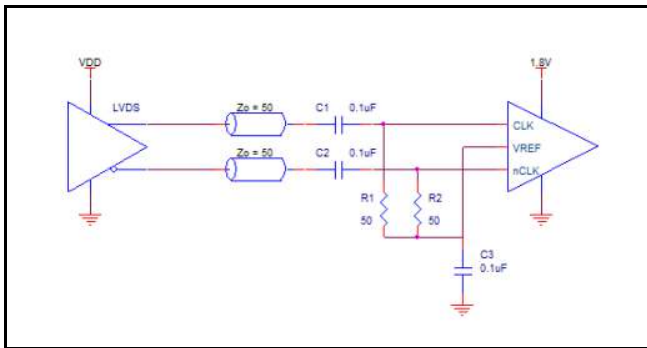 VDD
1.8V
LVDS
Zo = 50
C1
0.1uF
CLK
Zo = 50
C2
0.1uF
VREF
nCLK
R1
50
R2
50
C3
0.1uF